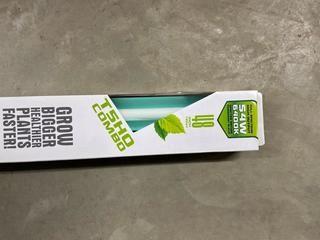 GROW
BIGGER
HEALTHIER
PLANTS
FASTER!
T5HO
COMBO
48
54W
6400K